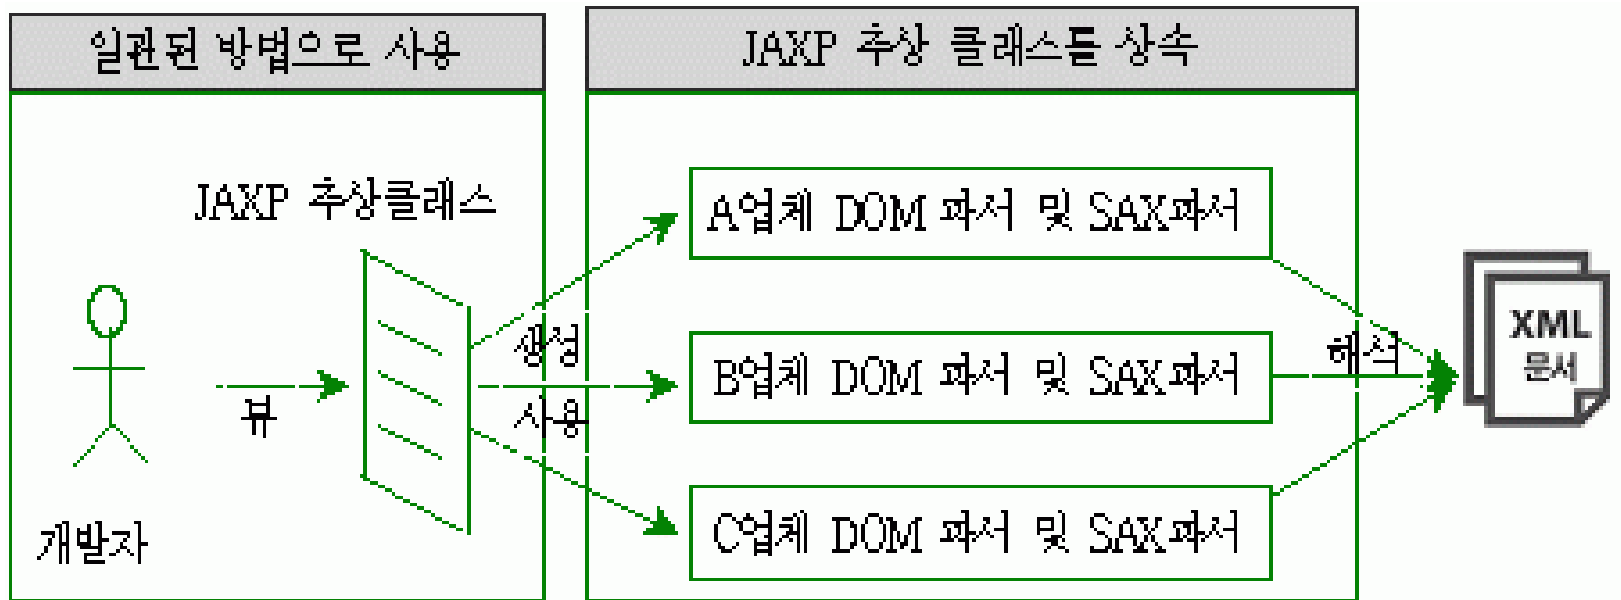 일관된 방법으로 사용
JAXP 추상 클래스를 상속
JAXP 추상클래스
A업체 DOM 파서 및 SAX파서
XML
문서
생성
해석
B업체 DOM 파서 및 SAX파서
뷰
사용
C업체 DOM 파서 및 SAX파서
개발자